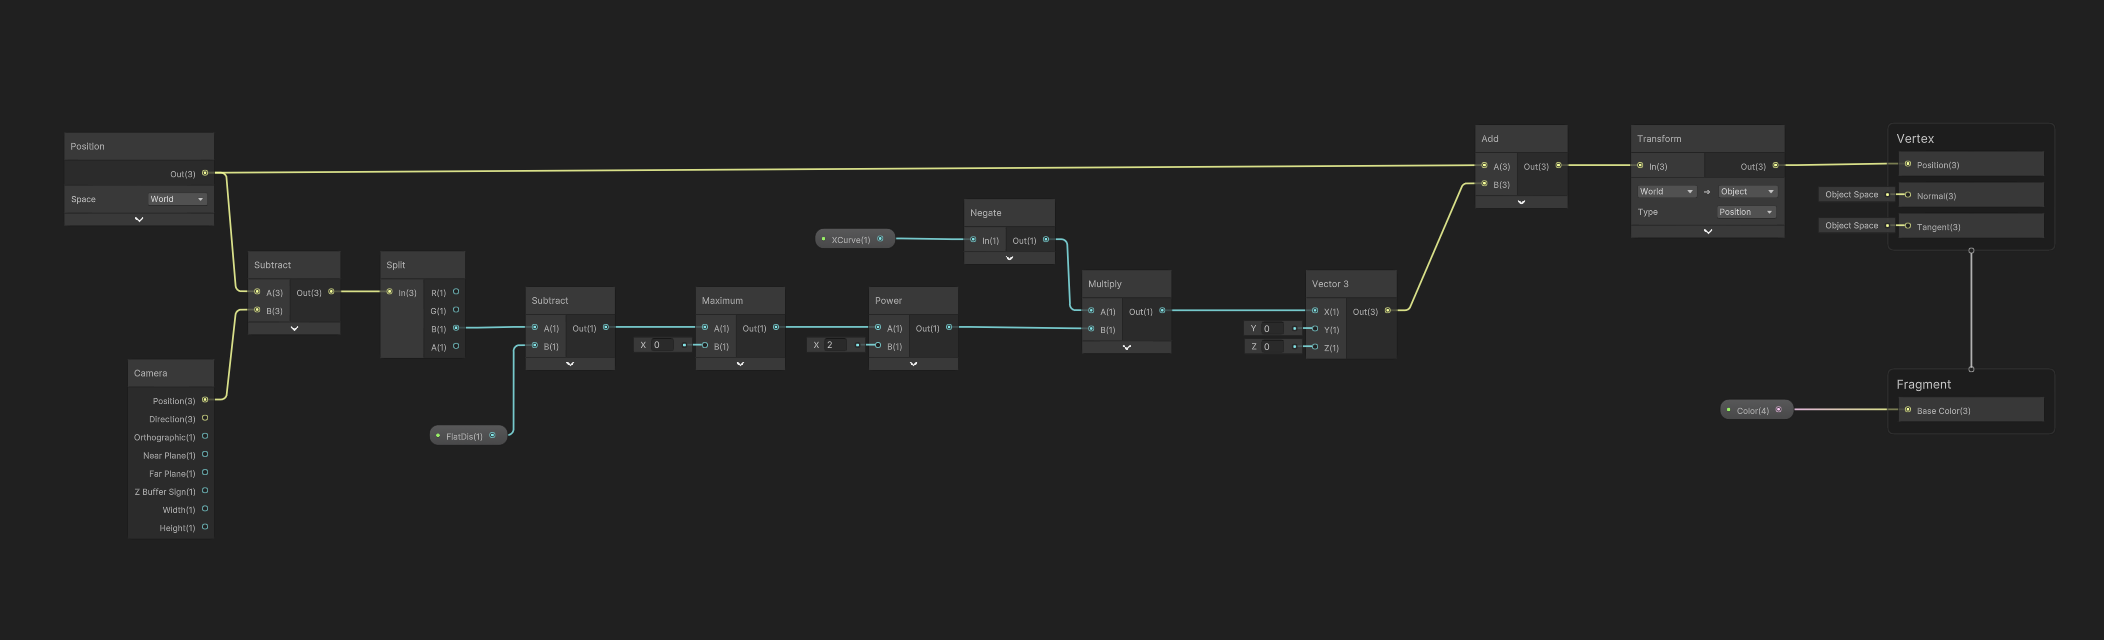 Position
Out(3)
Space World
Subtract
A(3) Out(3)
B(3)
Camera
Position(3)
Direction(3)
Orthographic(1)
Near Plane(1)
Far Plane(1)
Z Buffer Sign(1)
Width(1)
Height(1)
Split
In(3) R(1)
G(1)
B(1)
A(1)
FlatDis(1)
Subtract
A(1) Out(1)
B(1)
Maximum
A(1) Out(1)
X 0 B(1)
Power
A(1) Out(1)
X 2 B(1)
XCurve(1)
Negate
In(1) Out(1)
Multiply
A(1) Out(1)
B(1)
Vector 3
X(1) Out(3)
Y 0 Y(1)
Z 0 Z(1)
Add
A(3) Out(3)
B(3)
Transform
In(3) Out(3)
World Object
Type Position
Vertex
Position(3)
Object Space Normal(3)
Object Space Tangent(3)
Fragment
Color(4) Base Color(3)